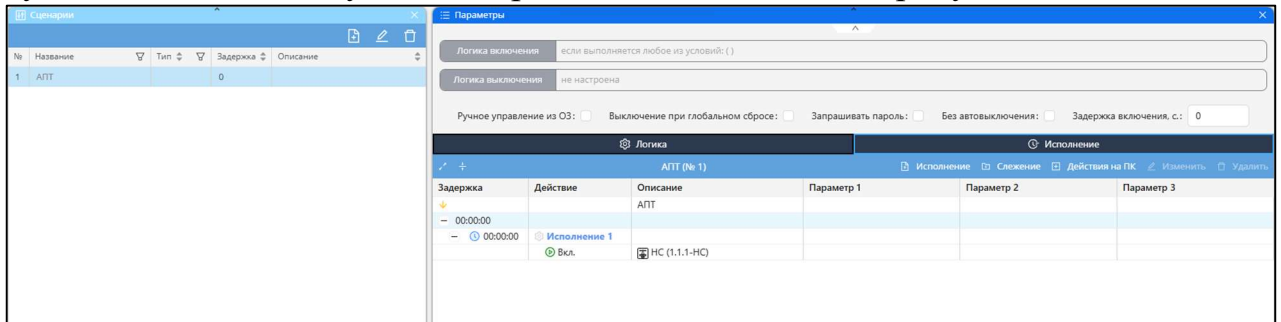 Сценарии
№ Название Тип Задержка Описание
1 АПТ 0
Параметры
Логика включения если выполняется любое из условий: ( )
Логика выключения не настроена
Ручное управление из ОЗ: Выключение при глобальном сбросе: Запрашивать пароль: Без автовыключения: Задержка включения, с.: 0
Логика Исполнение
АПТ (№ 1) Исполнение Слежение Действия на ПК Изменить Удалить
Задержка Действие Описание Параметр 1 Параметр 2 Параметр 3
АПТ
00:00:00
00:00:00 Исполнение 1
Вкл. НС (1.1.1-НС)